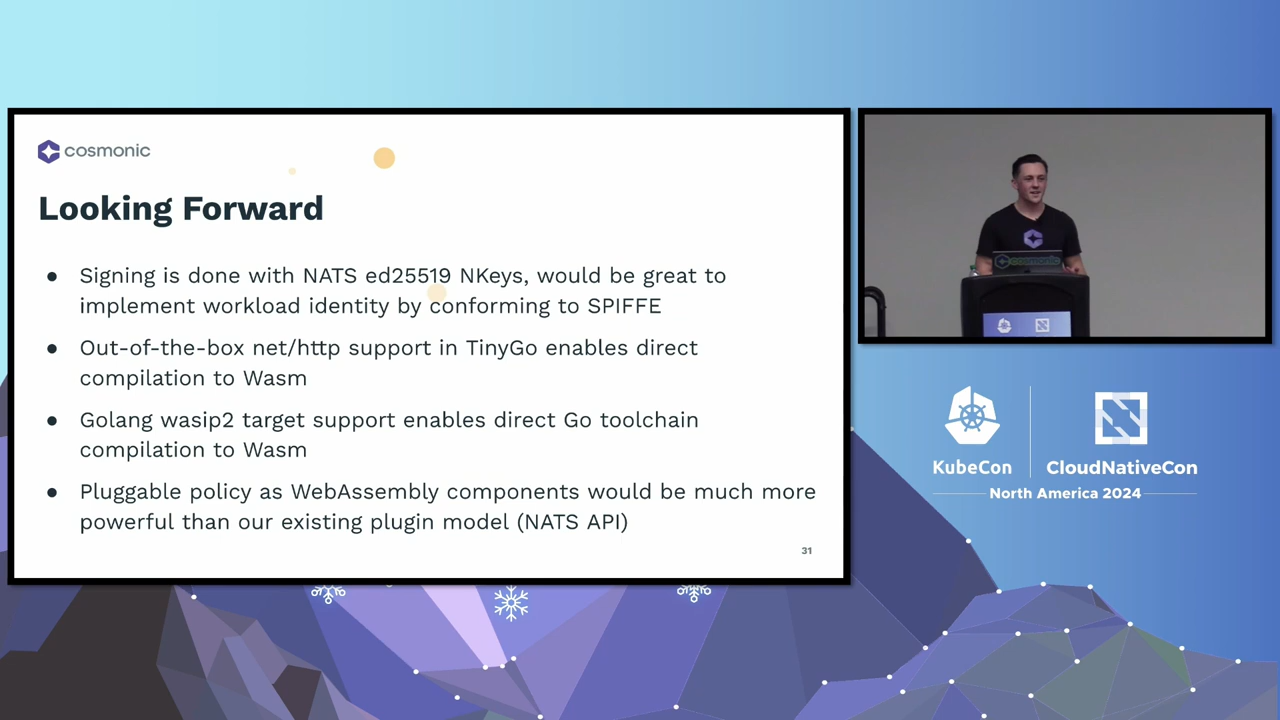 cosmonic
Looking Forward
● Signing is done with NATS ed25519 NKeys, would be great to
implement workload identity by conforming to SPIFFE
● Out-of-the-box net/http support in TinyGo enables direct
compilation to Wasm
● Golang wasip2 target support enables direct Go toolchain
compilation to Wasm
● Pluggable policy as WebAssembly components would be much more
powerful than our existing plugin model (NATS API)
31
cosmonic
KubeCon
CloudNativeCon
North America 2024